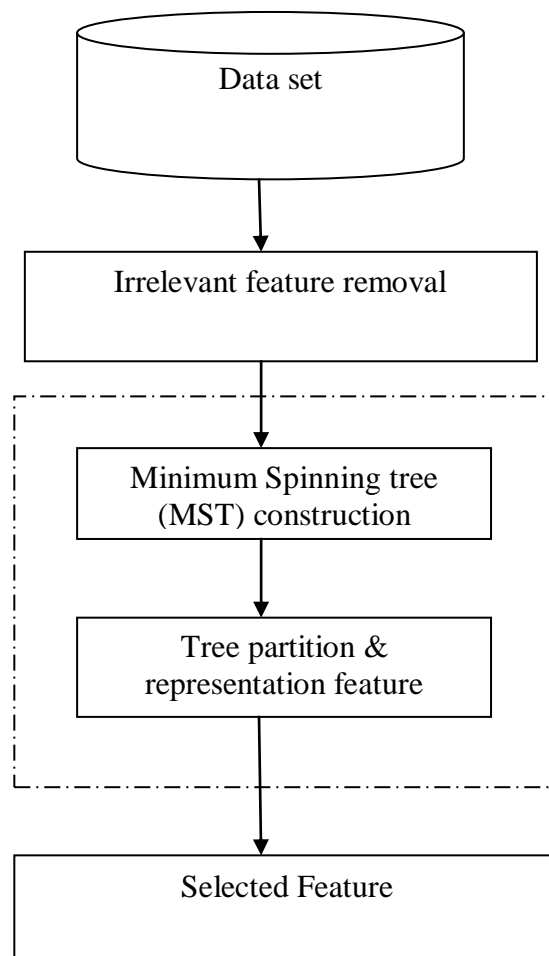 Data set
Irrelevant feature removal
Minimum Spinning tree
(MST) construction
Tree partition &
representation feature
Selected Feature